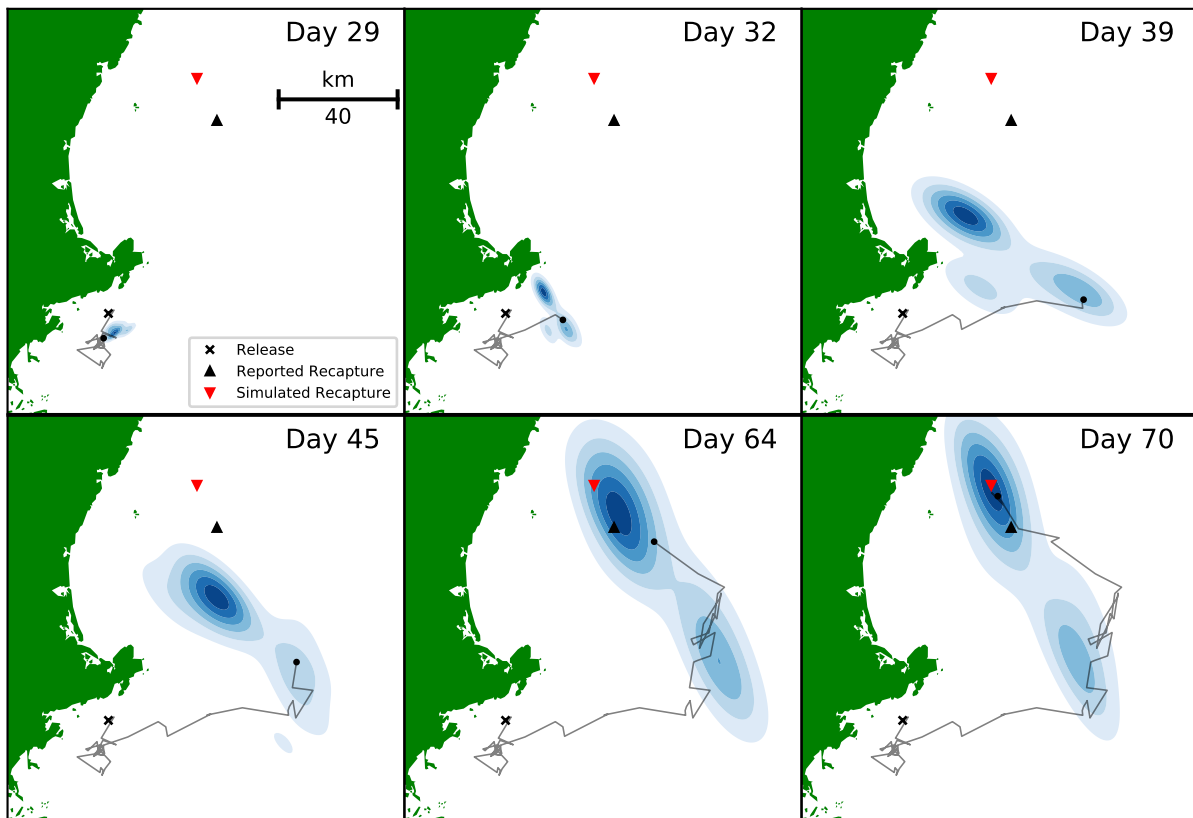 Day 29
km
40
Release
Reported Recapture
Simulated Recapture
Day 32
Day 39
Day 45
Day 64
Day 70